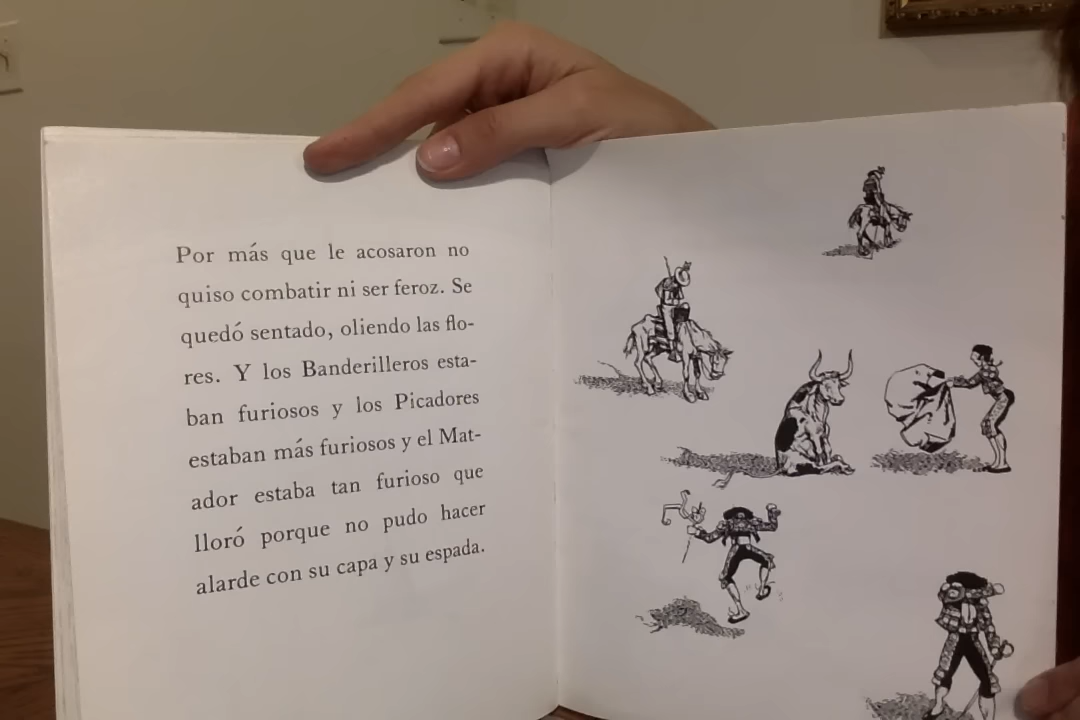 Por más que le acosaron no
quiso combatir ni ser feroz. Se
quedó sentado, oliendo las flo-
res. Y los Banderilleros esta-
ban furiosos y los Picadores
estaban más furiosos y el Mat-
ador estaba tan furioso que
lloró porque no pudo hacer
alarde con su capa y su espada.